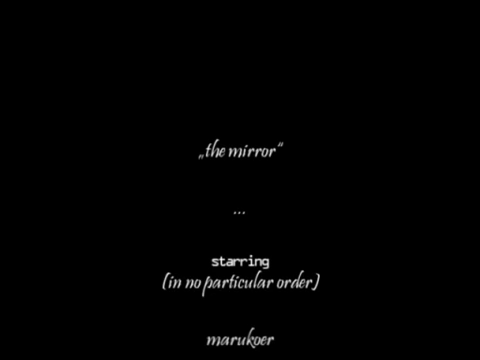 „the mirror“
...
starring
(in no particular order)
marukoer